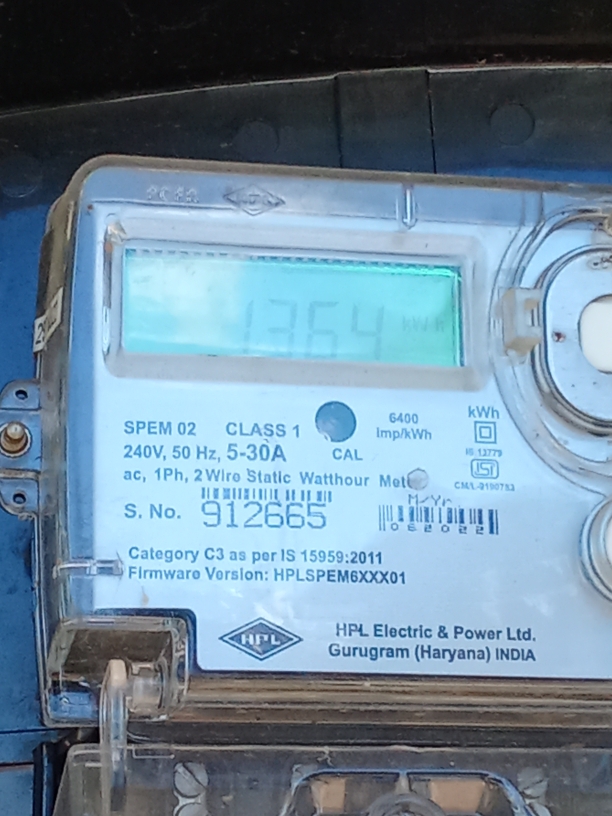 1364 kWh
SPEM 02 CLASS 1
240V, 50 Hz, 5-30A
CAL
6400
imp/kWh
kWh
IS 13779
ac, 1Ph, 2 Wire Static Watthour Meter
CM/L-9190753
S. No. 912665
M/Yr
062022
Category C3 as per IS 15959:2011
Firmware Version: HPLSPEM6XXX01
HPL
HPL Electric & Power Ltd.
Gurugram (Haryana) INDIA